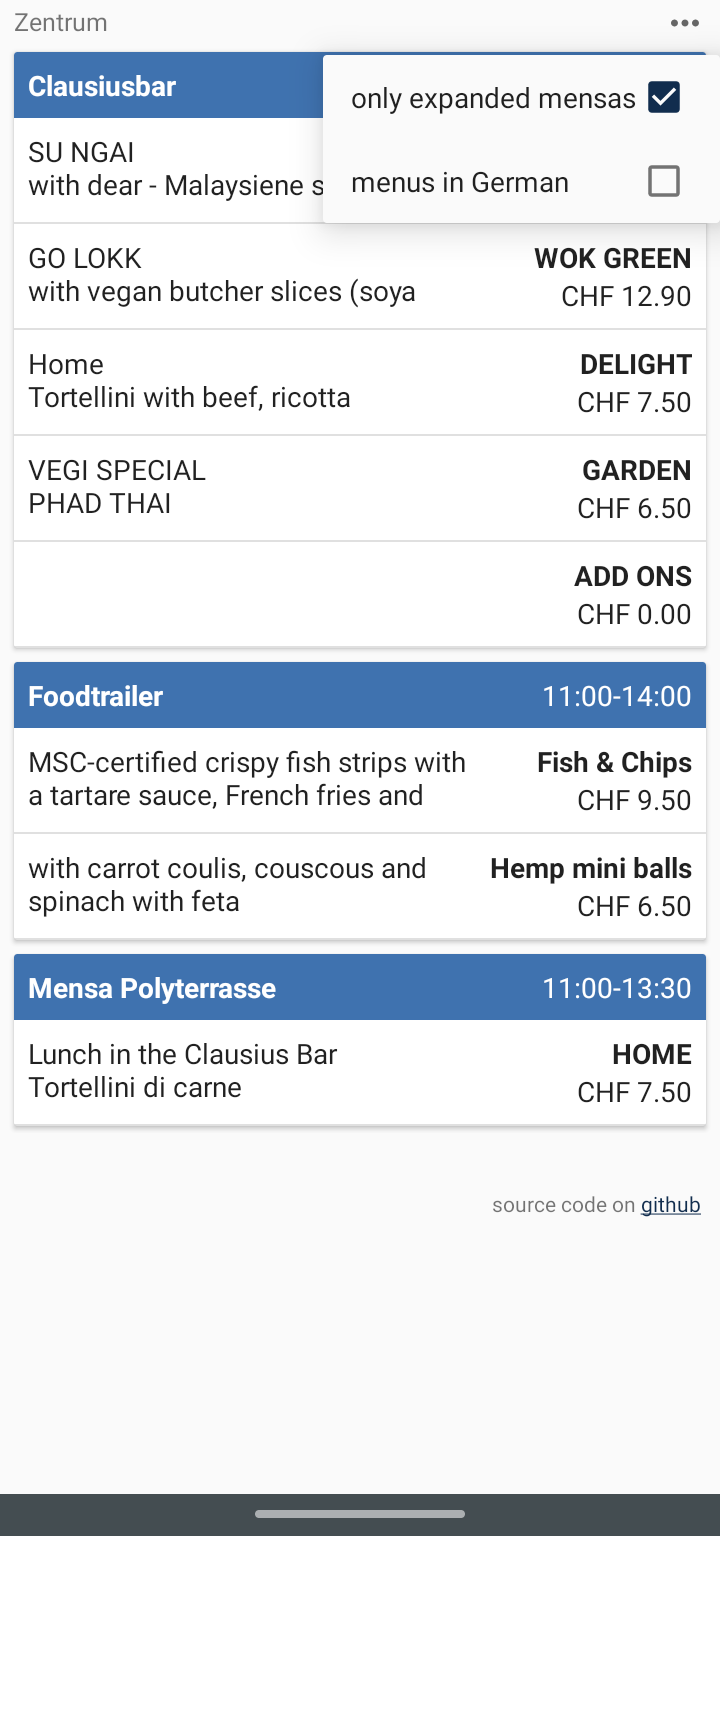 Zentrum
only expanded mensas
menus in German
Clausiusbar
SU NGAI
with dear - Malaysiene
GO LOKK
with vegan butcher slices (soya
WOK GREEN
CHF 12.90
Home
Tortellini with beef, ricotta
DELIGHT
CHF 7.50
VEGI SPECIAL
PHAD THAI
GARDEN
CHF 6.50
ADD ONS
CHF 0.00
Foodtrailer
11:00-14:00
MSC-certified crispy fish strips with
a tartare sauce, French fries and
Fish & Chips
CHF 9.50
with carrot coulis, couscous and
spinach with feta
Hemp mini balls
CHF 6.50
Mensa Polyterrasse
11:00-13:30
Lunch in the Clausius Bar
Tortellini di carne
HOME
CHF 7.50
source code on github